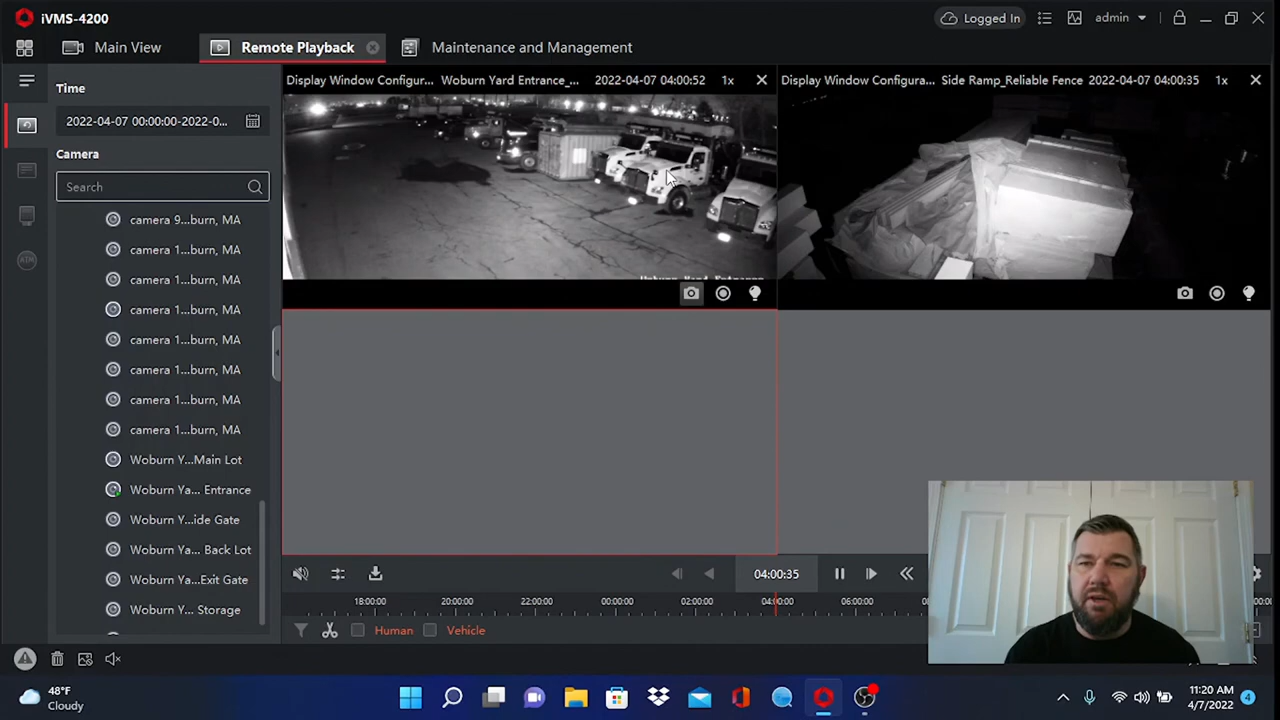 iVMS-4200
Logged In
admin
Main View
Remote Playback
Maintenance and Management
Time
2022-04-07 00:00:00-2022-0...
Camera
Search
camera 9...burn, MA
camera 1...burn, MA
camera 1...burn, MA
camera 1...burn, MA
camera 1...burn, MA
camera 1...burn, MA
camera 1...burn, MA
camera 1...burn, MA
Woburn Y...Main Lot
Woburn Ya... Entrance
Woburn Y...ide Gate
Woburn Ya... Back Lot
Woburn Ya...Exit Gate
Woburn Y... Storage
Display Window Configur... Woburn Yard Entrance_... 2022-04-07 04:00:52 1x
Display Window Configura... Side Ramp_Reliable Fence 2022-04-07 04:00:35 1x
Woburn Yard Entrance
04:00:35
18:00:00 20:00:00 22:00:00 00:00:00 02:00:00 04:00:00 06:00:00
Human Vehicle
ATM
48°F
Cloudy
11:20 AM
4/7/2022
4